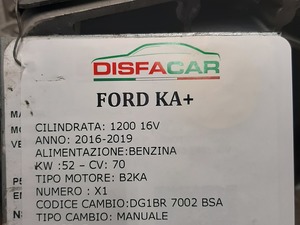 DISFACAR
FORD KA+
CILINDRATA: 1200 16V
ANNO: 2016-2019
ALIMENTAZIONE:BENZINA
KW :52 – CV: 70
TIPO MOTORE: B2KA
NUMERO : X1
CODICE CAMBIO:DG1BR 7002 BSA
TIPO CAMBIO: MANUALE